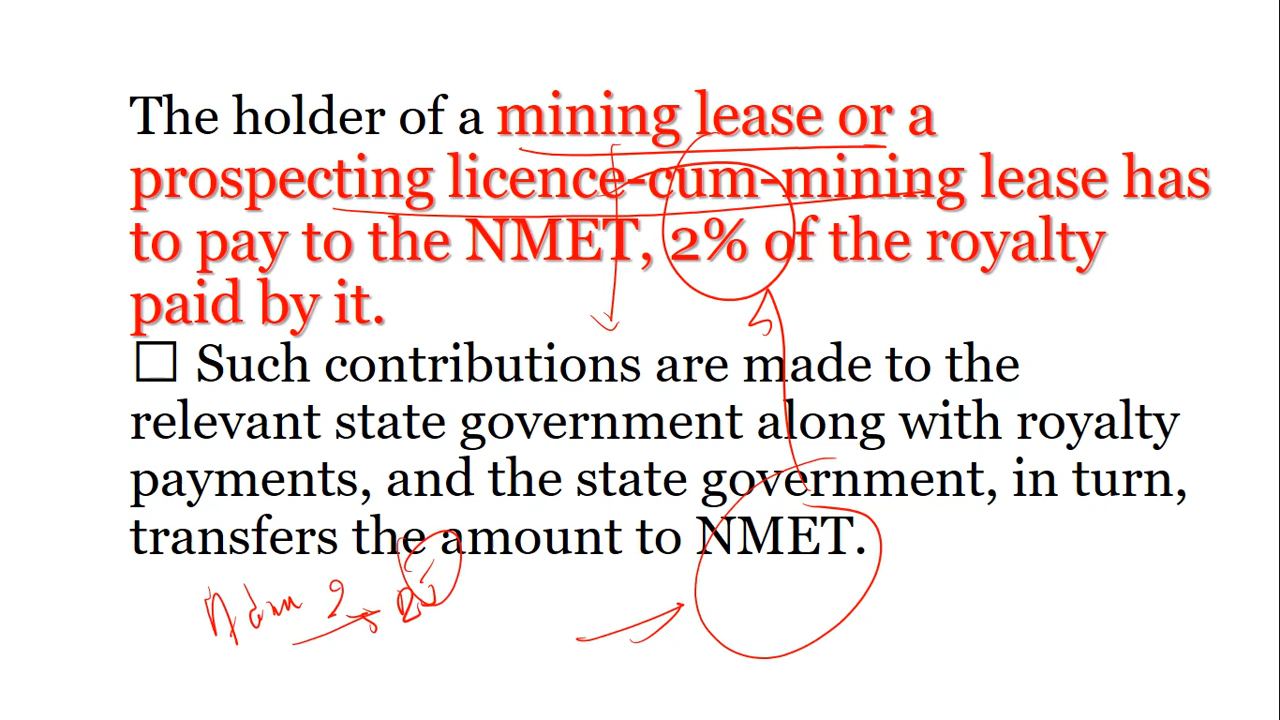 The holder of a mining lease or a
prospecting licence-cum-mining lease has
to pay to the NMET, 2% of the royalty
paid by it.
☐ Such contributions are made to the
relevant state government along with royalty
payments, and the state government, in turn,
transfers the amount to NMET.